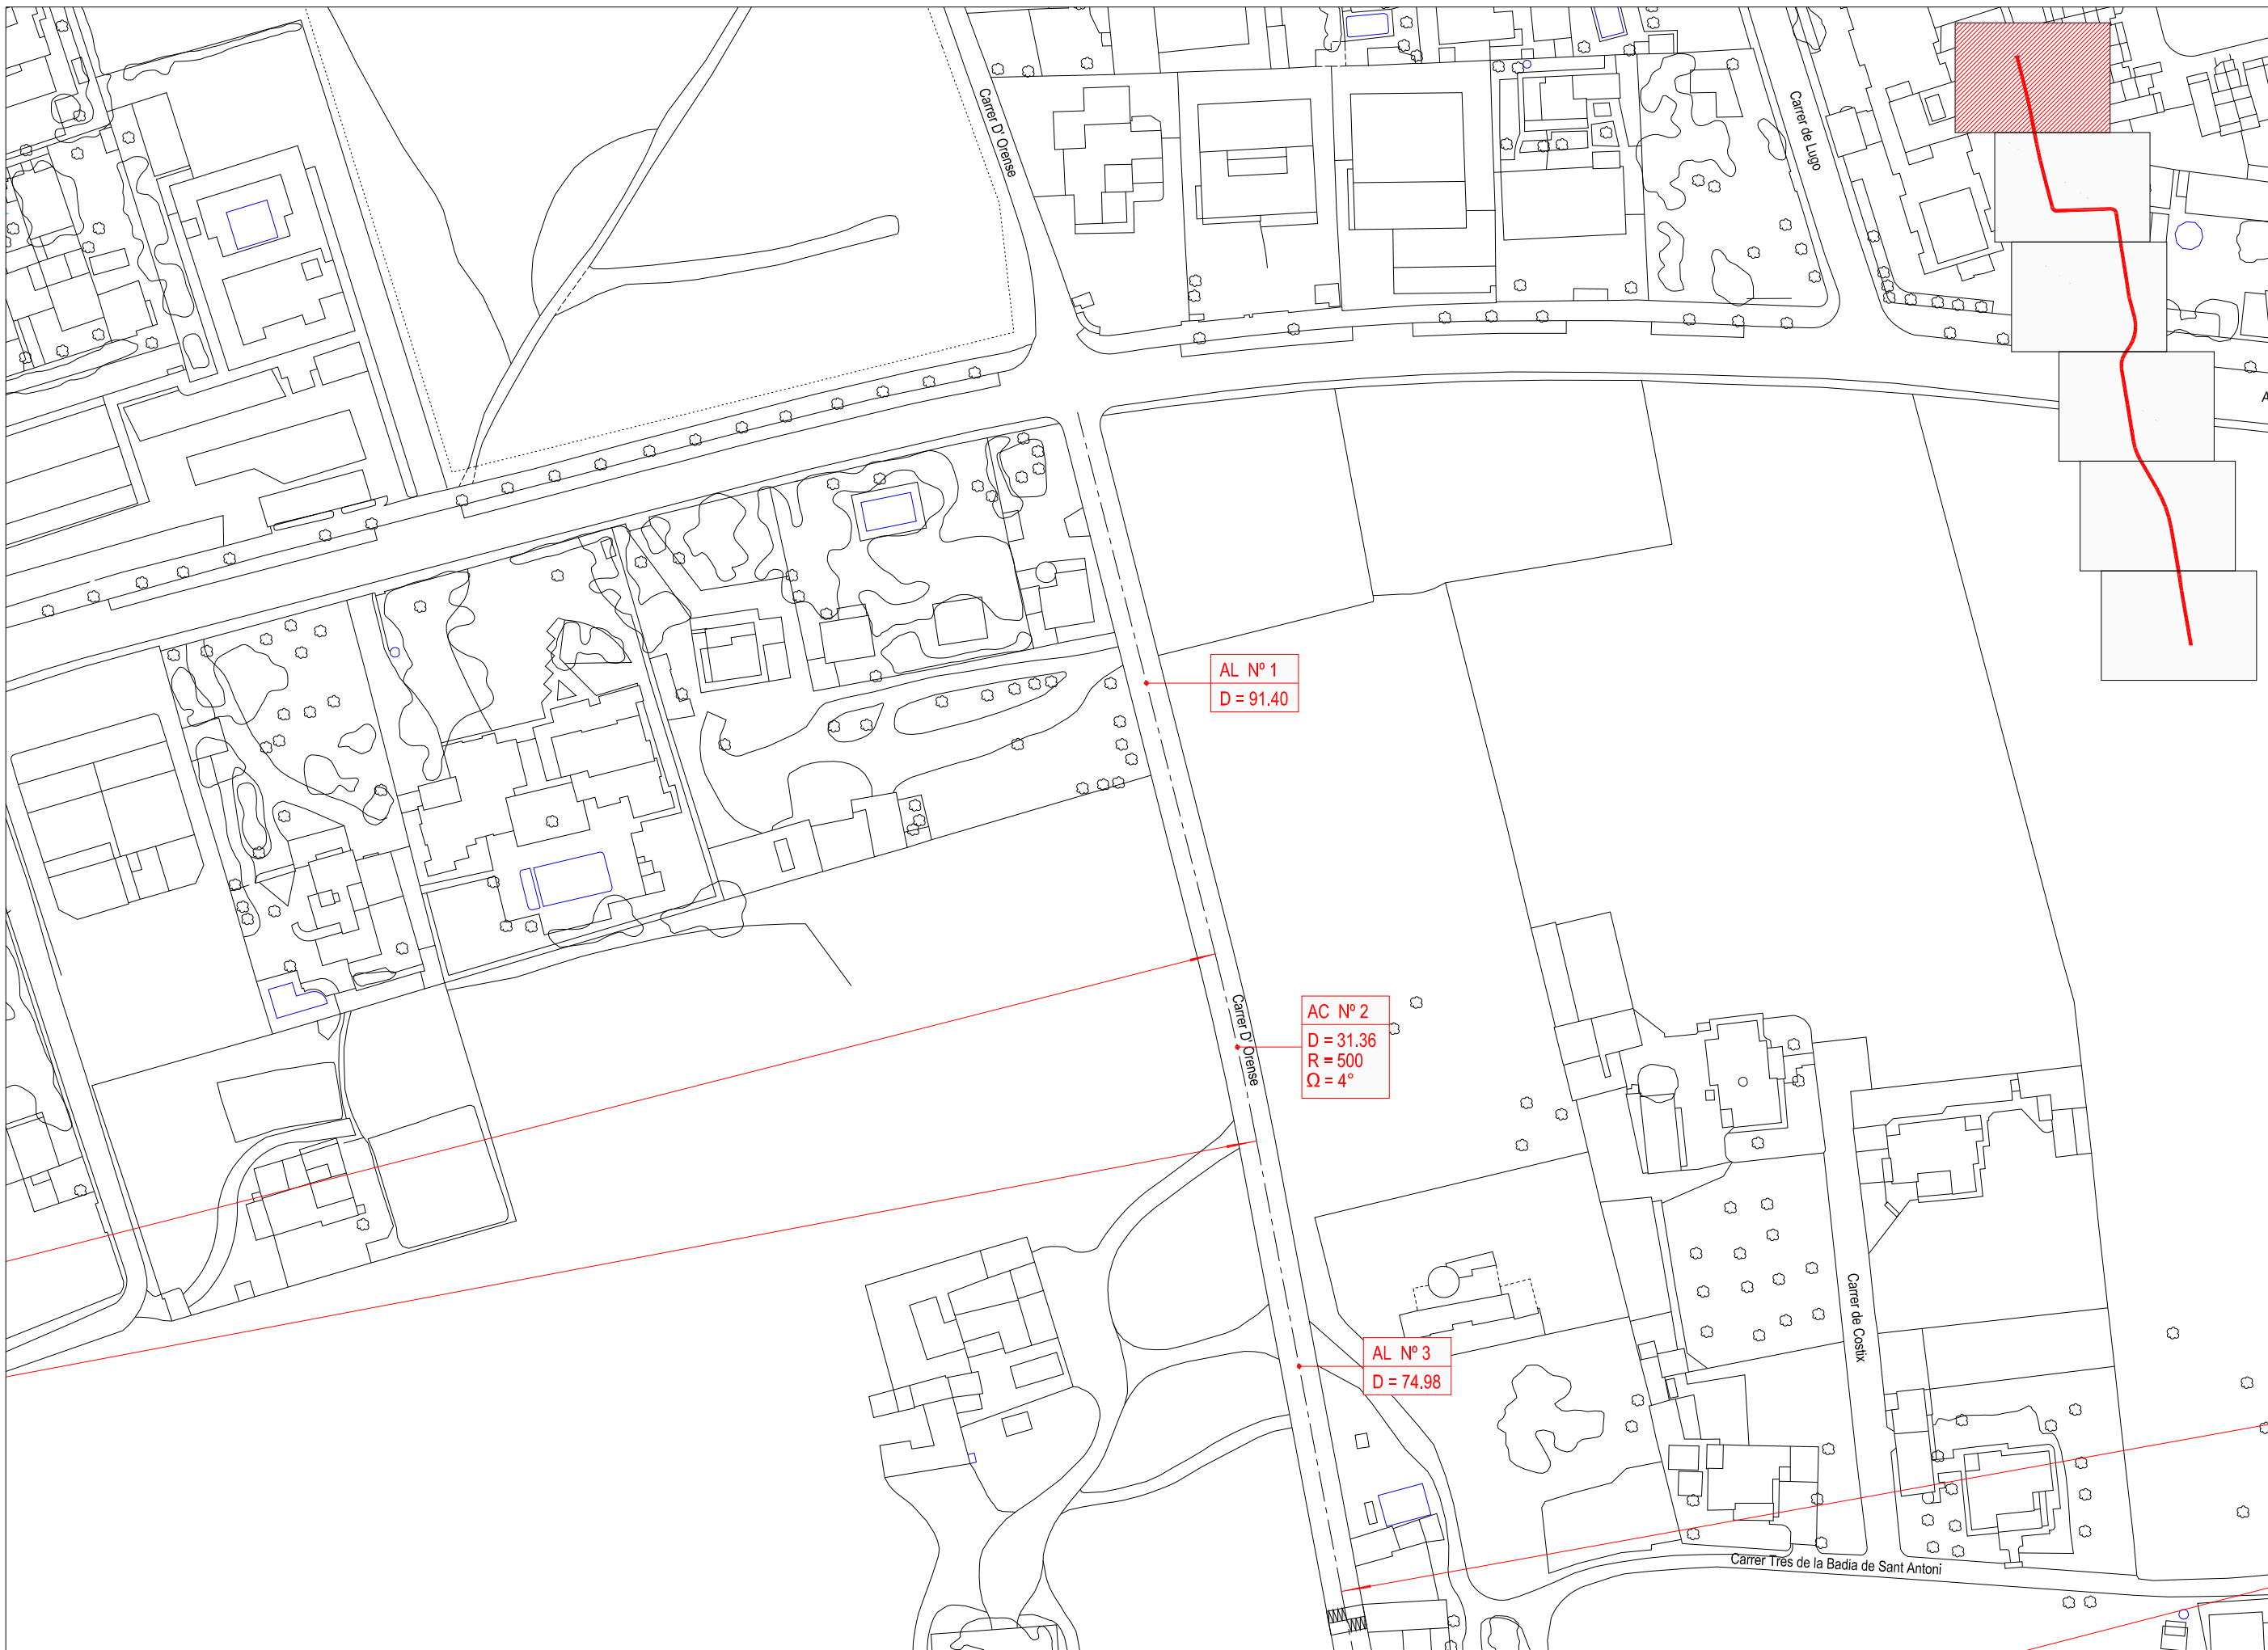 Carrer D' Orense
Carrer de Lugo
A
AL Nº 1
D = 91.40
Carrer D' Orense
AC Nº 2
D = 31.36
R = 500
Ω = 4°
Carrer de Costix
AL Nº 3
D = 74.98
Carrer Tres de la Badia de Sant Antoni